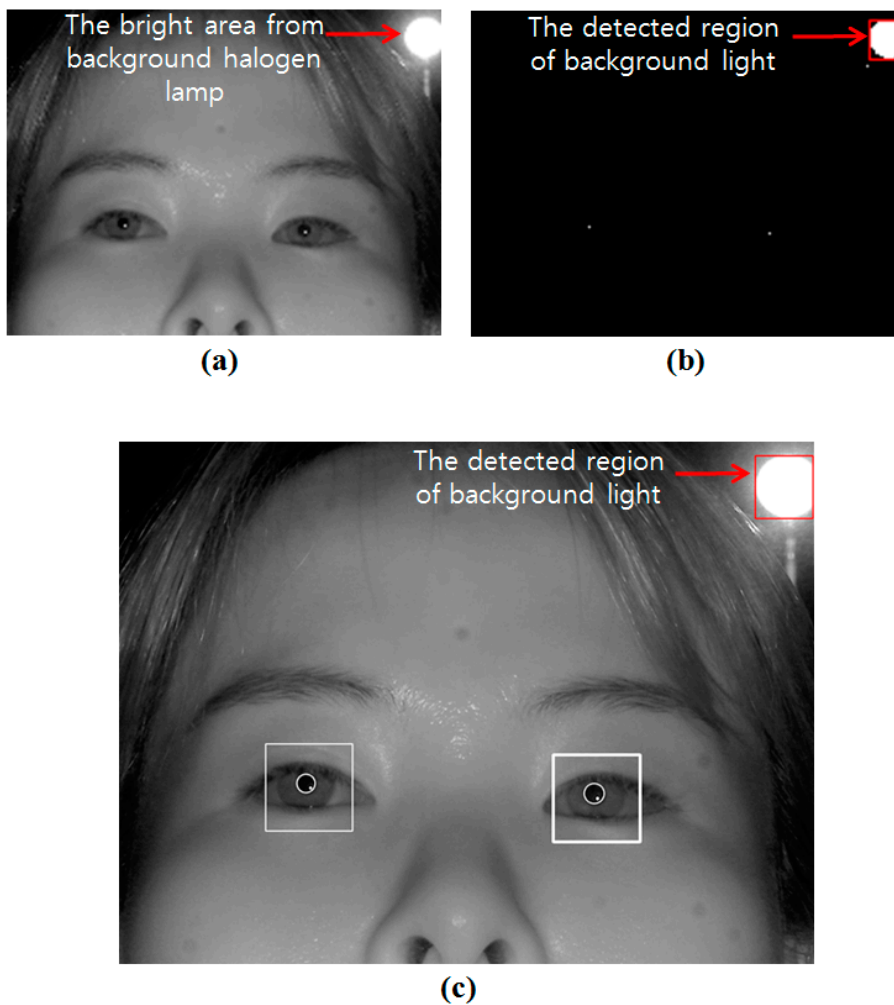 The bright area from
background halogen
lamp
The detected region
of background light
(a)
(b)
The detected region
of background light
(c)